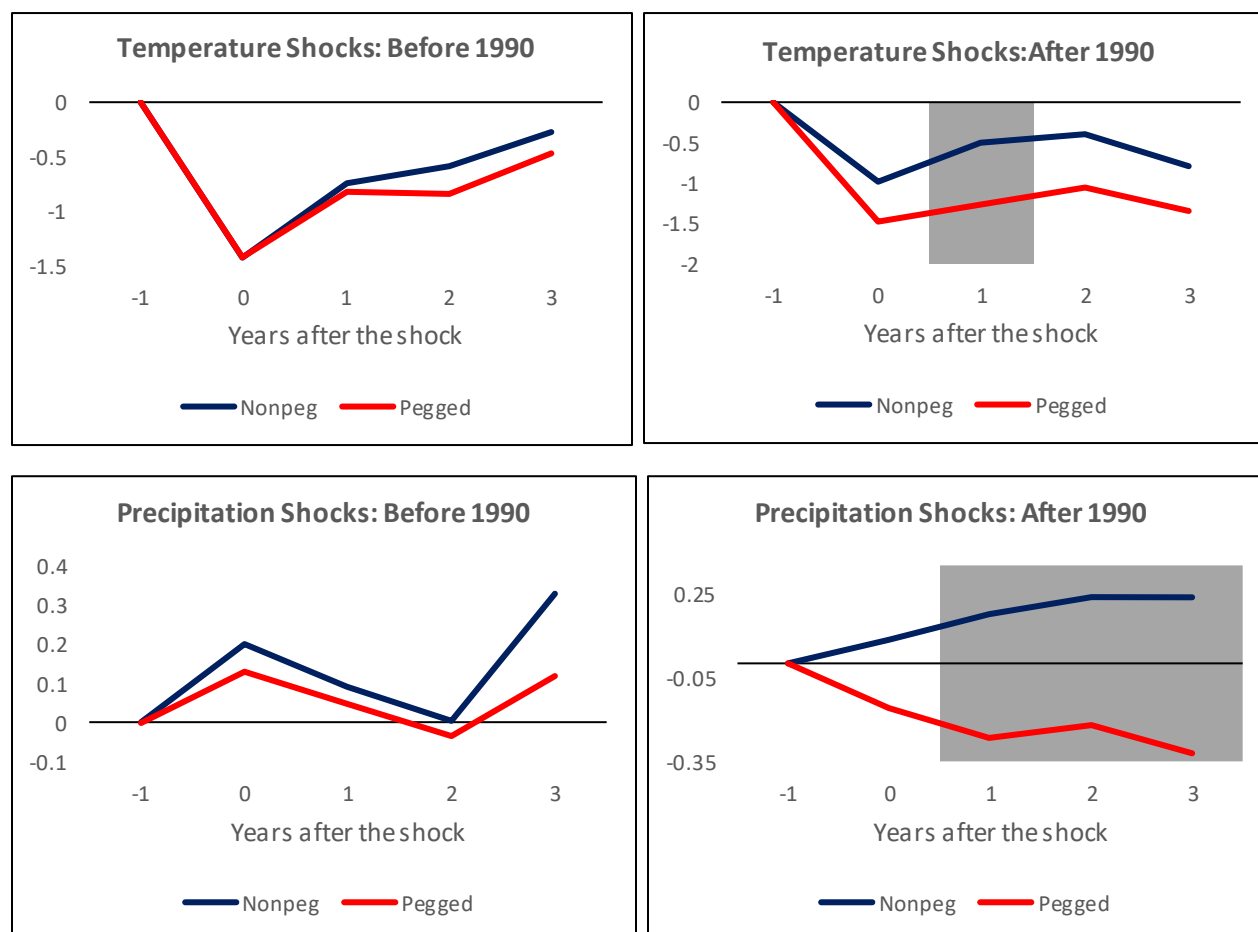 Temperature Shocks: Before 1990
0
-0.5
-1
-1.5
-1 0 1 2 3
Years after the shock
Nonpeg Pegged
Temperature Shocks:After 1990
0
-0.5
-1
-1.5
-2
-1 0 1 2 3
Years after the shock
Nonpeg Pegged
Precipitation Shocks: Before 1990
0.4
0.3
0.2
0.1
0
-0.1
-1 0 1 2 3
Years after the shock
Nonpeg Pegged
Precipitation Shocks: After 1990
0.25
-0.05
-0.35
-1 0 1 2 3
Years after the shock
Nonpeg Pegged